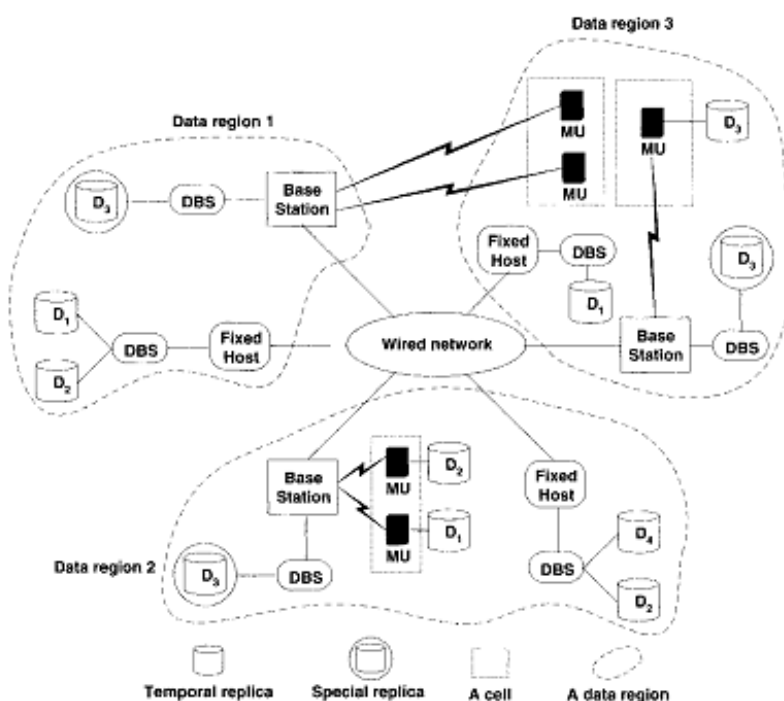 Data region 3
Data region 1
MU
MU
MU
D3
D3
DBS
Base
Station
Fixed
Host
DBS
D3
D1
D1
D2
DBS
Fixed
Host
Wired network
Base
Station
DBS
Base
Station
MU
D2
MU
D1
Fixed
Host
DBS
D4
D2
Data region 2
D3
DBS
Temporal replica
Special replica
A cell
A data region